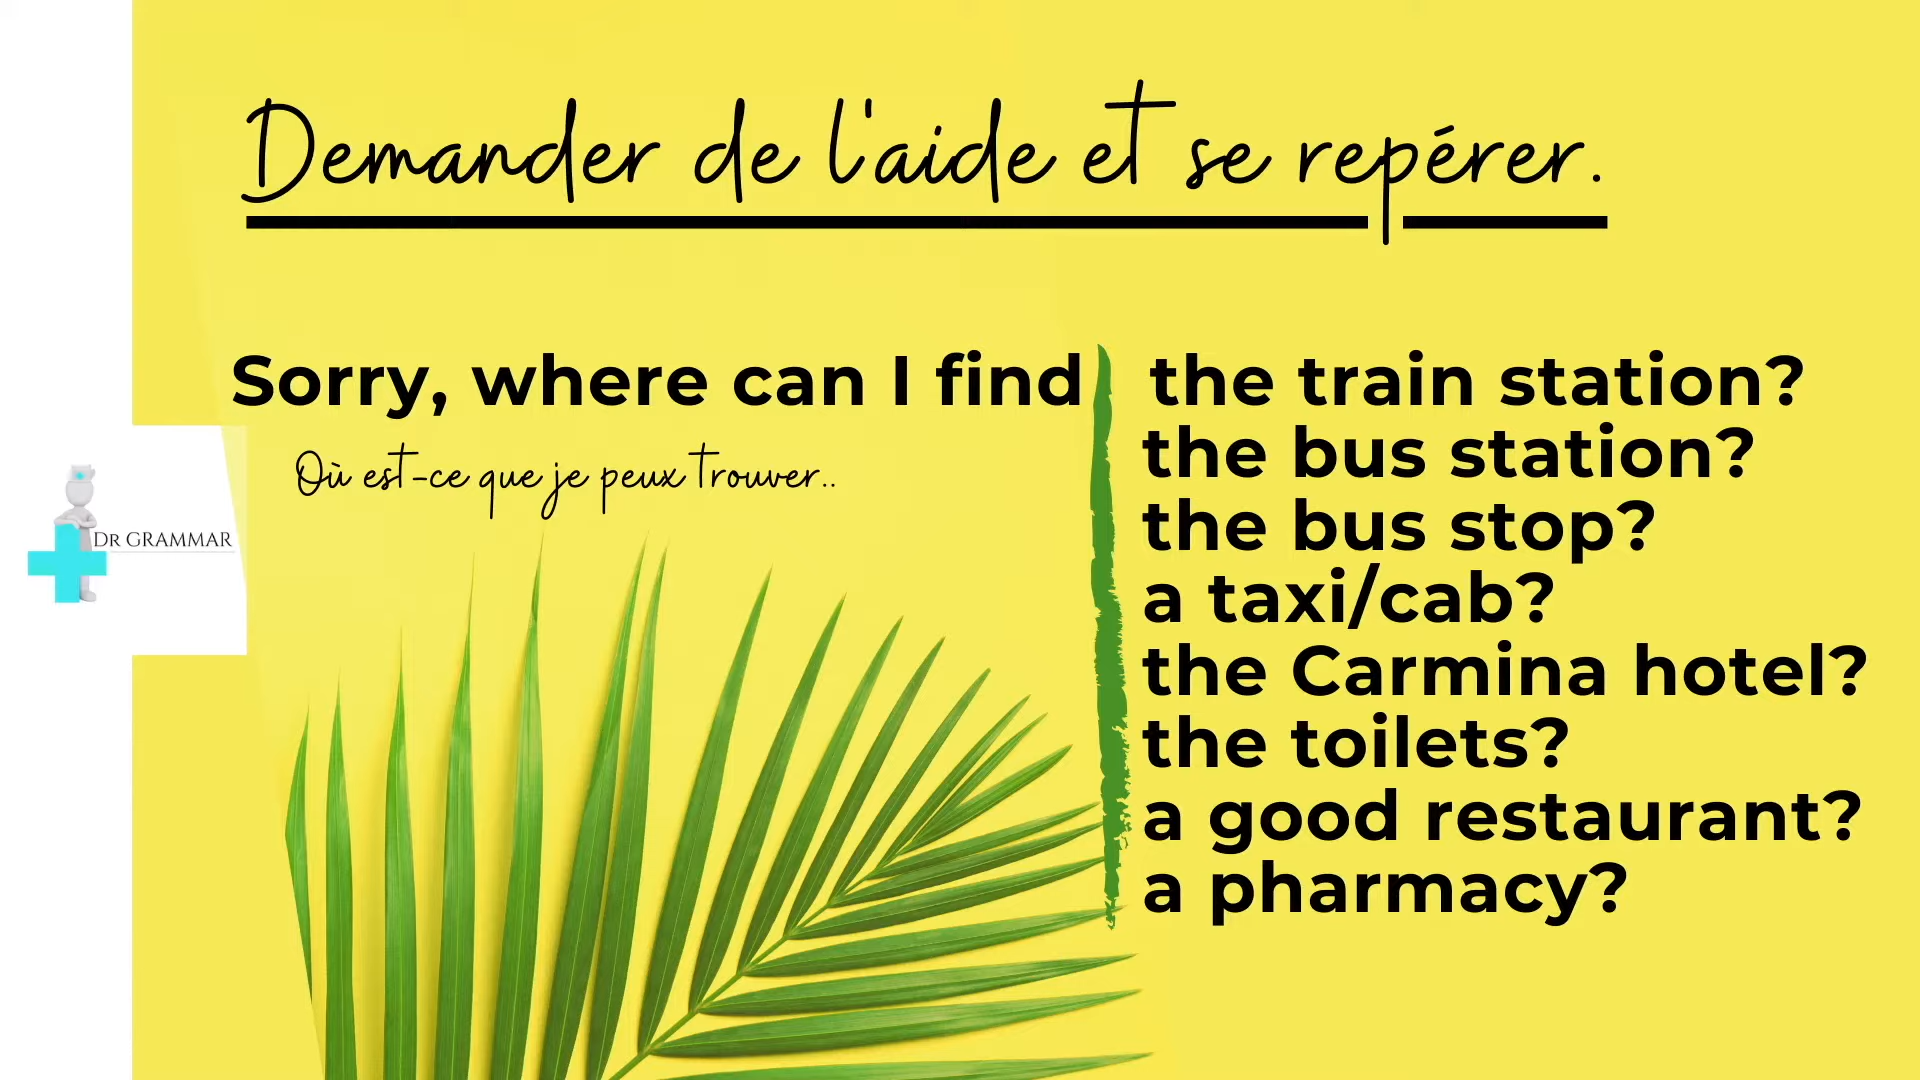 Demander de l'aide et se repérer.
Sorry, where can I find
Où est-ce que je peux trouver..
the train station?
the bus station?
the bus stop?
a taxi/cab?
the Carmina hotel?
the toilets?
a good restaurant?
a pharmacy?
DR GRAMMAR